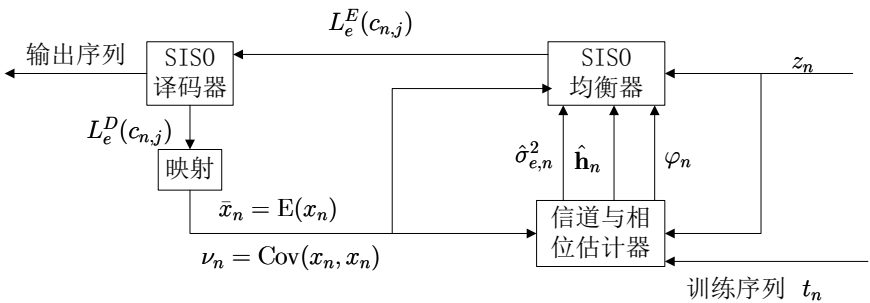 L_e^E(c_{n,j})
输出序列
SISO
译码器
SISO
均衡器
z_n
L_e^D(c_{n,j})
映射
σ̂²_{e,n}
ĥ_n
φ_n
x̄_n = E(x_n)
ν_n = Cov(x_n, x_n)
信道与相
位估计器
训练序列 t_n